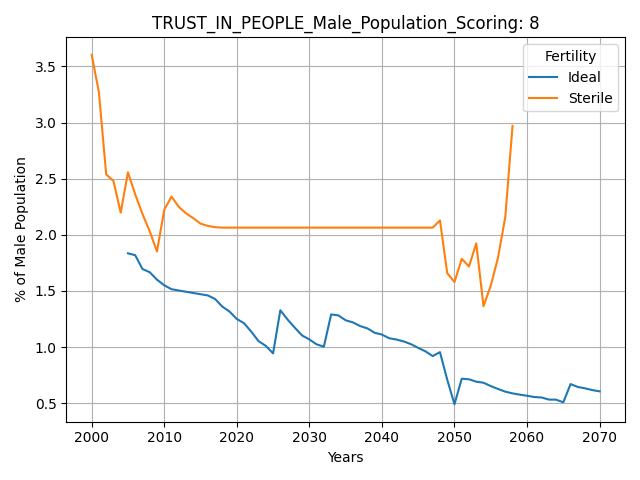 TRUST_IN_PEOPLE_Male_Population_Scoring: 8
Fertility
Ideal
Sterile
% of Male Population
3.5
3.0
2.5
2.0
1.5
1.0
0.5
2000 2010 2020 2030 2040 2050 2060 2070
Years